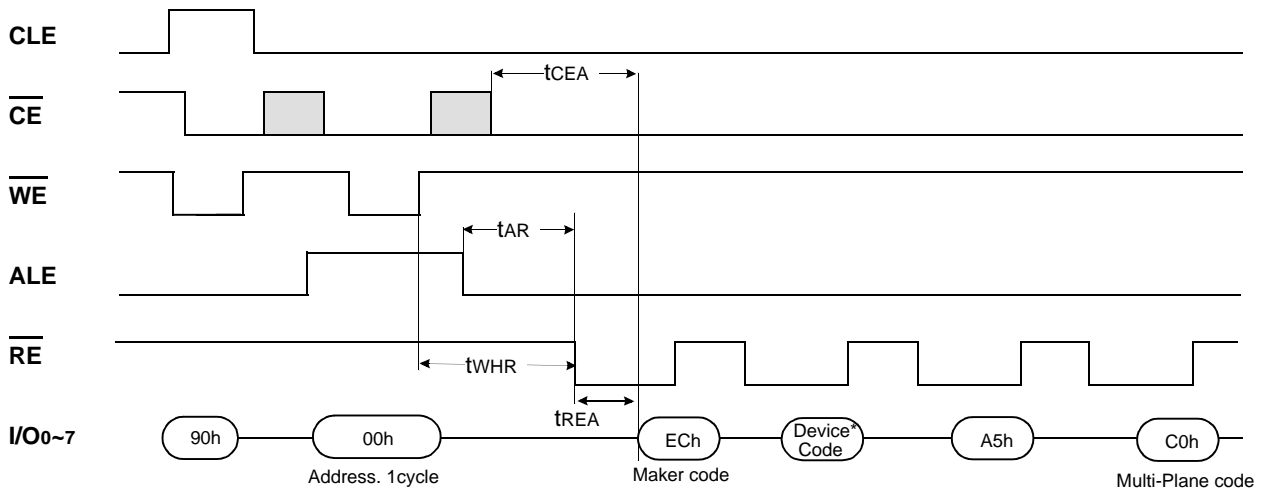 CLE
tCEA
CE
WE
tAR
ALE
RE
tWHR
tREA
I/O0~7
90h
00h
ECh
Device*
Code
A5h
C0h
Address. 1cycle
Maker code
Multi-Plane code